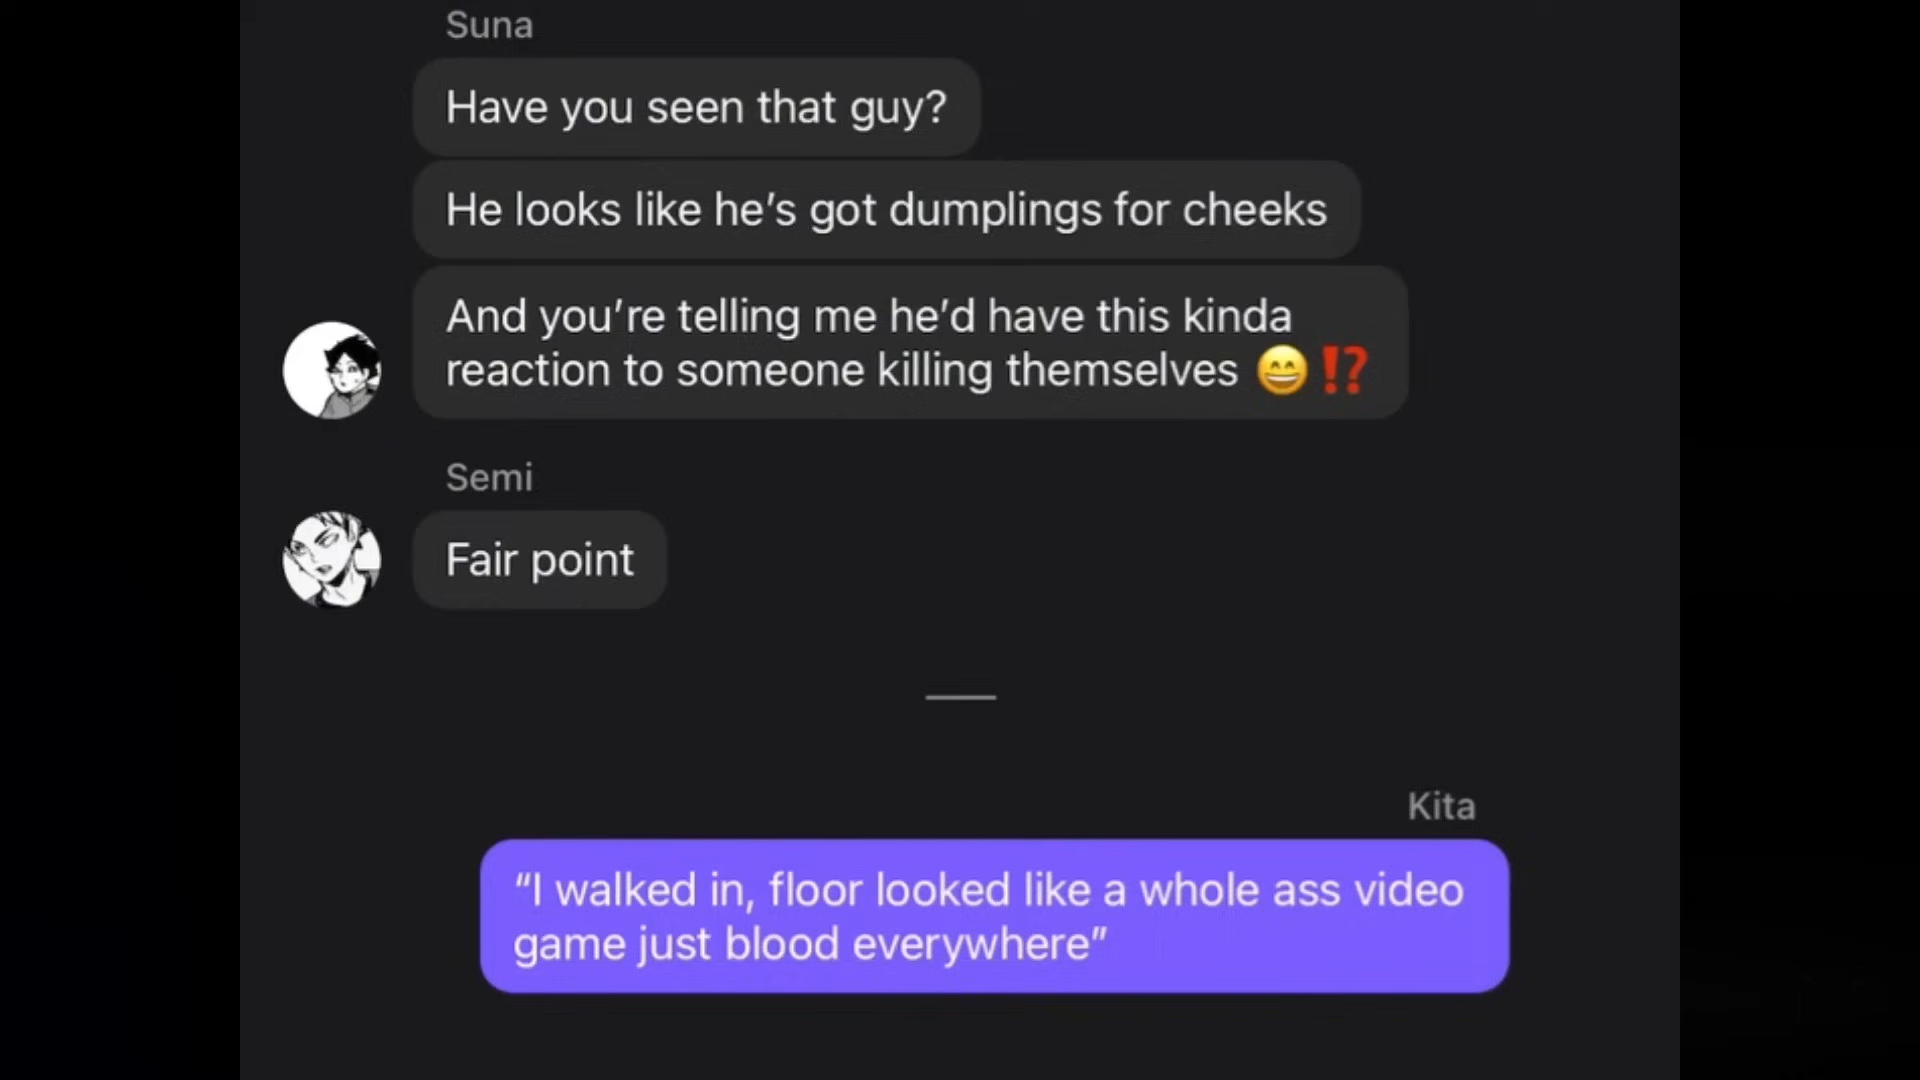 Suna
Have you seen that guy?
He looks like he’s got dumplings for cheeks
And you’re telling me he’d have this kinda
reaction to someone killing themselves 😄⁉️
Semi
Fair point
Kita
“I walked in, floor looked like a whole ass video
game just blood everywhere”